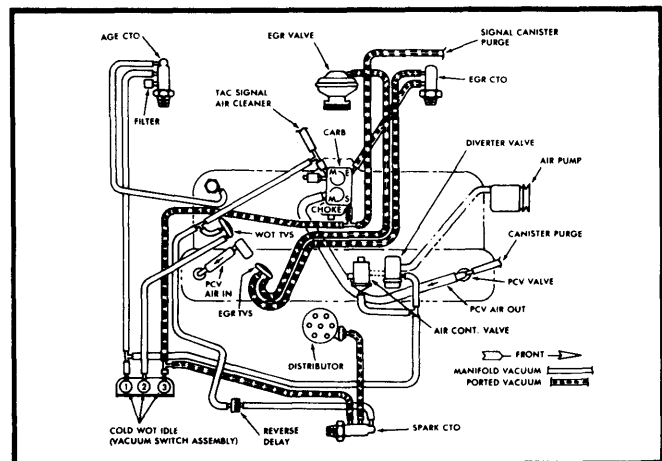 AGE CTO
EGR VALVE
SIGNAL CANISTER
PURGE
EGR CTO
FILTER
TAC SIGNAL
AIR CLEANER
CARB
DIVERTER VALVE
AIR PUMP
M E
M S
CHOKE
WOT TVS
CANISTER PURGE
PCV
AIR IN
EGR TVS
PCV VALVE
PCV AIR OUT
AIR CONT. VALVE
DISTRIBUTOR
FRONT
MANIFOLD VACUUM
PORTED VACUUM
1 2 3
COLD WOT IDLE
(VACUUM SWITCH ASSEMBLY)
REVERSE
DELAY
SPARK CTO